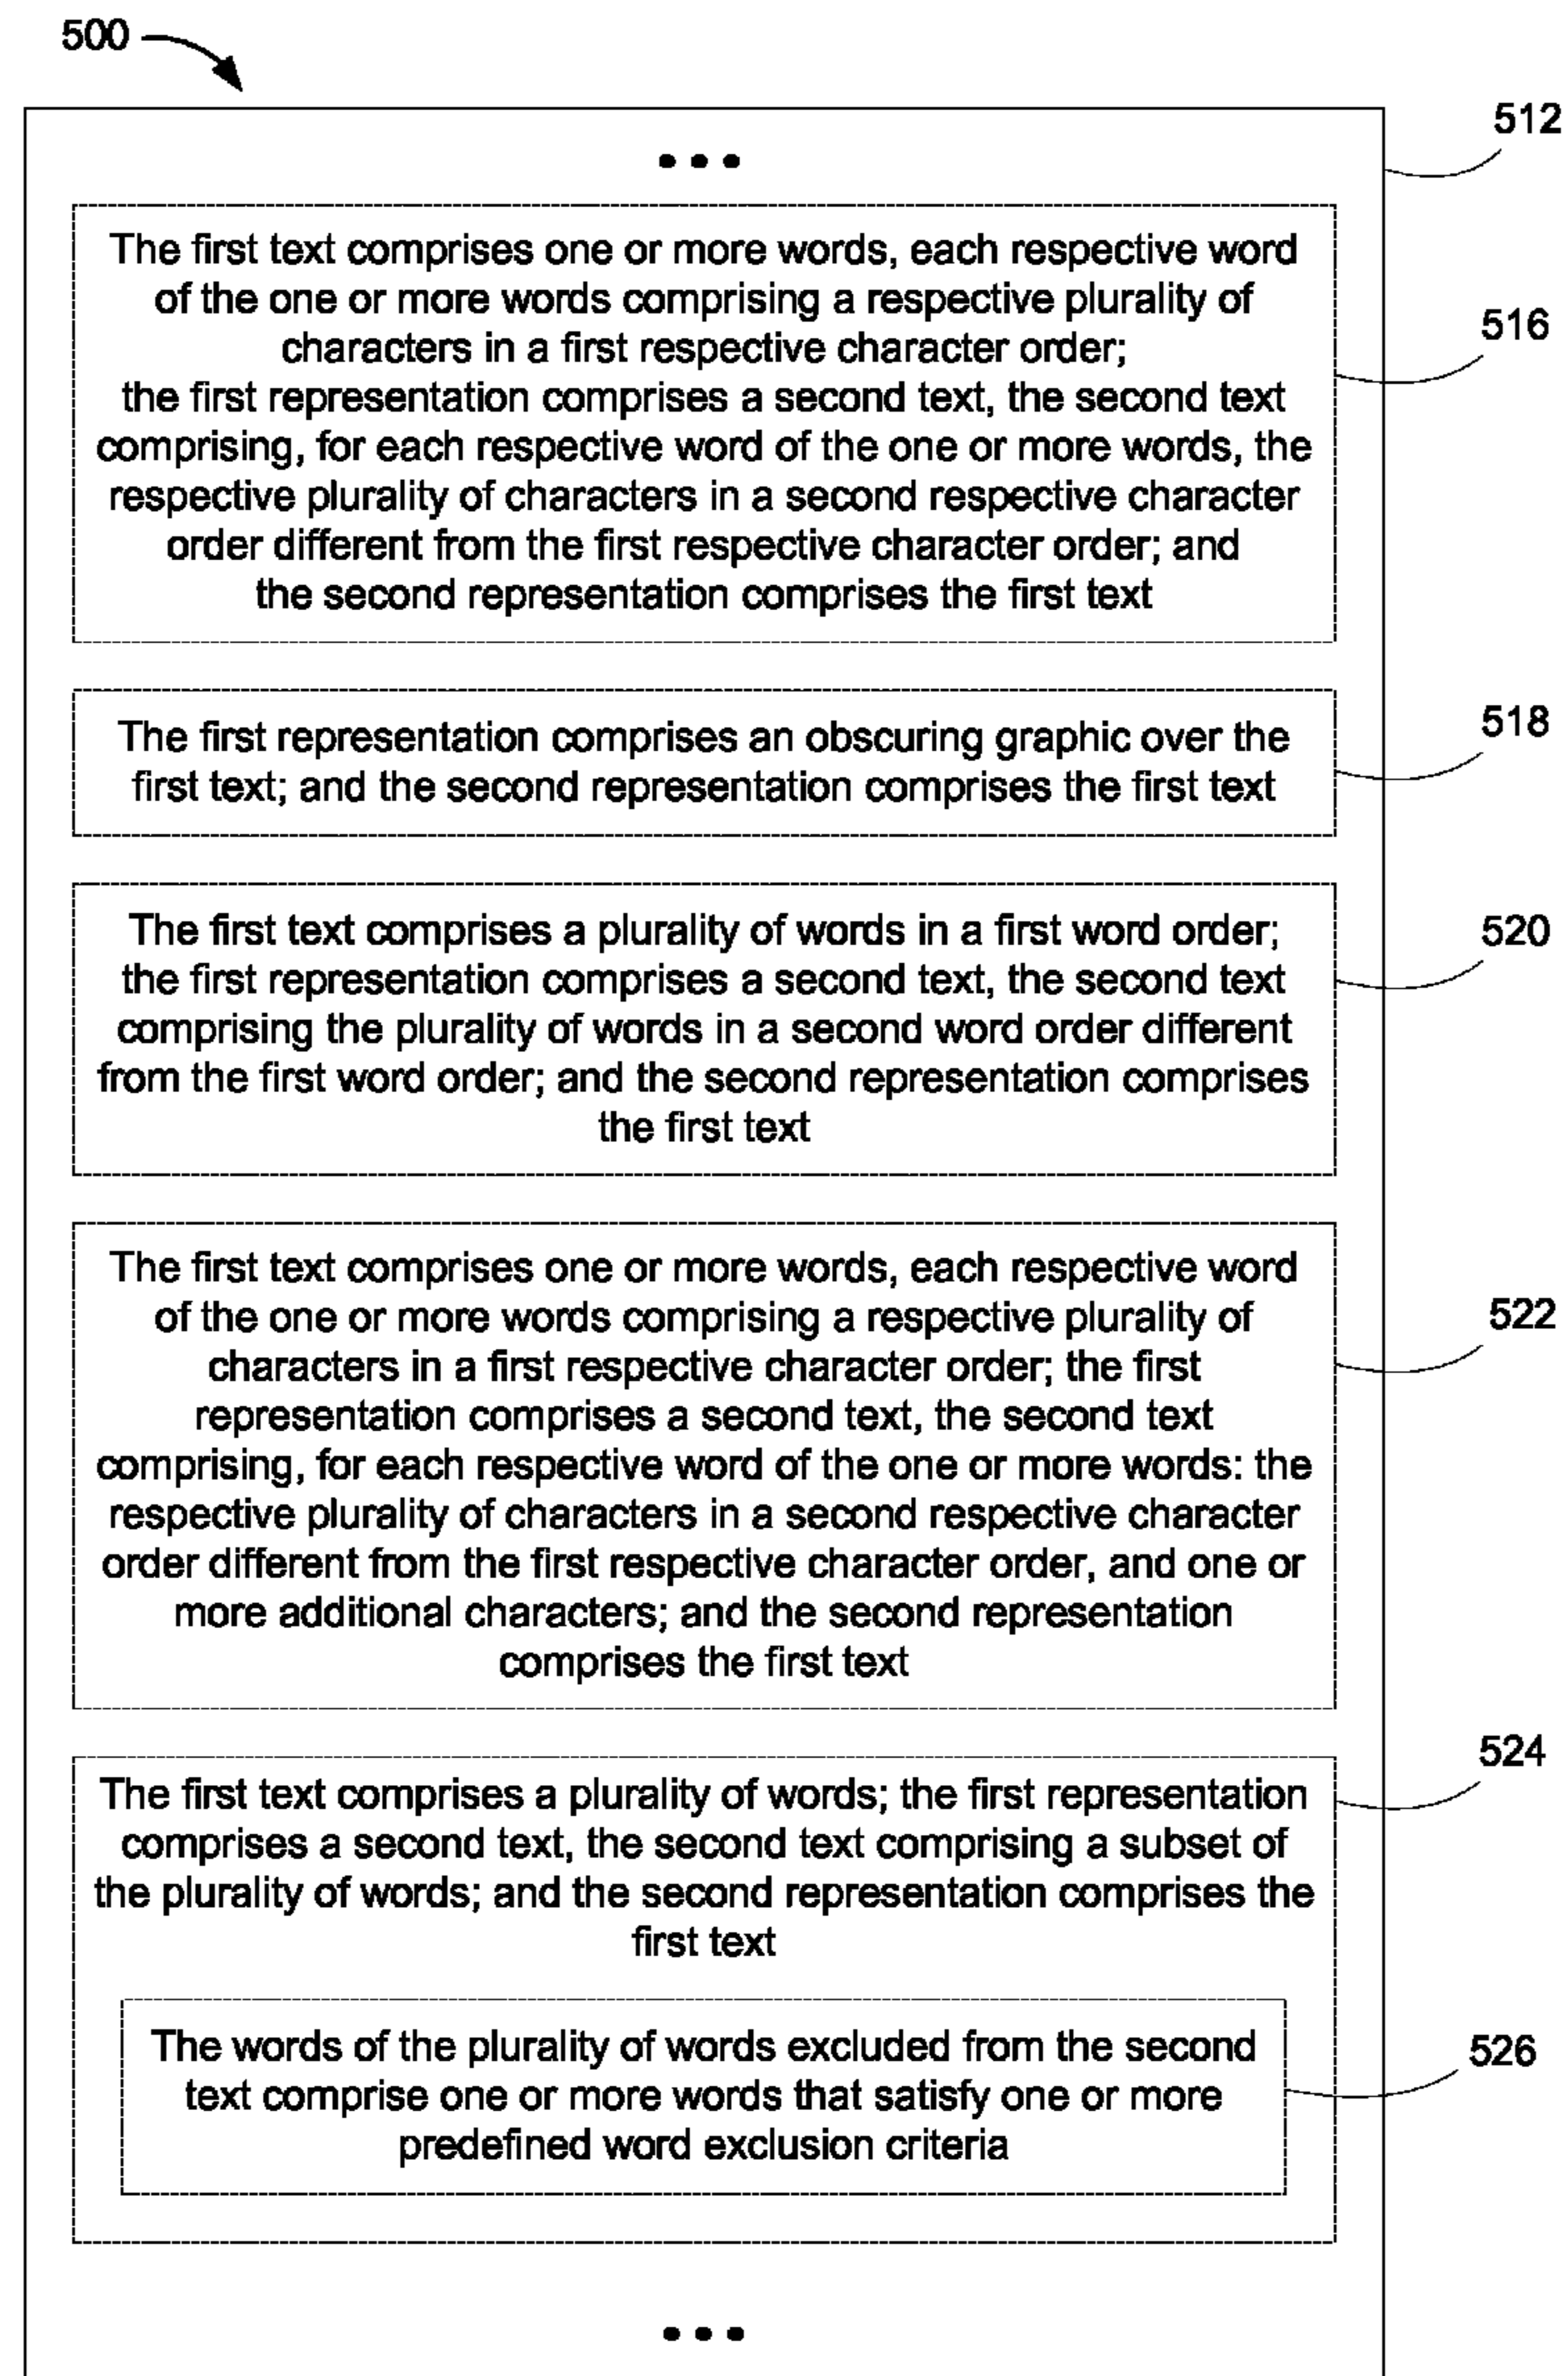 500
512
• • •
The first text comprises one or more words, each respective word
of the one or more words comprising a respective plurality of
characters in a first respective character order;
the first representation comprises a second text, the second text
comprising, for each respective word of the one or more words, the
respective plurality of characters in a second respective character
order different from the first respective character order; and
the second representation comprises the first text
516
The first representation comprises an obscuring graphic over the
first text; and the second representation comprises the first text
518
The first text comprises a plurality of words in a first word order;
the first representation comprises a second text, the second text
comprising the plurality of words in a second word order different
from the first word order; and the second representation comprises
the first text
520
The first text comprises one or more words, each respective word
of the one or more words comprising a respective plurality of
characters in a first respective character order; the first
representation comprises a second text, the second text
comprising, for each respective word of the one or more words: the
respective plurality of characters in a second respective character
order different from the first respective character order, and one or
more additional characters; and the second representation
comprises the first text
522
The first text comprises a plurality of words; the first representation
comprises a second text, the second text comprising a subset of
the plurality of words; and the second representation comprises the
first text
524
The words of the plurality of words excluded from the second
text comprise one or more words that satisfy one or more
predefined word exclusion criteria
526
• • •